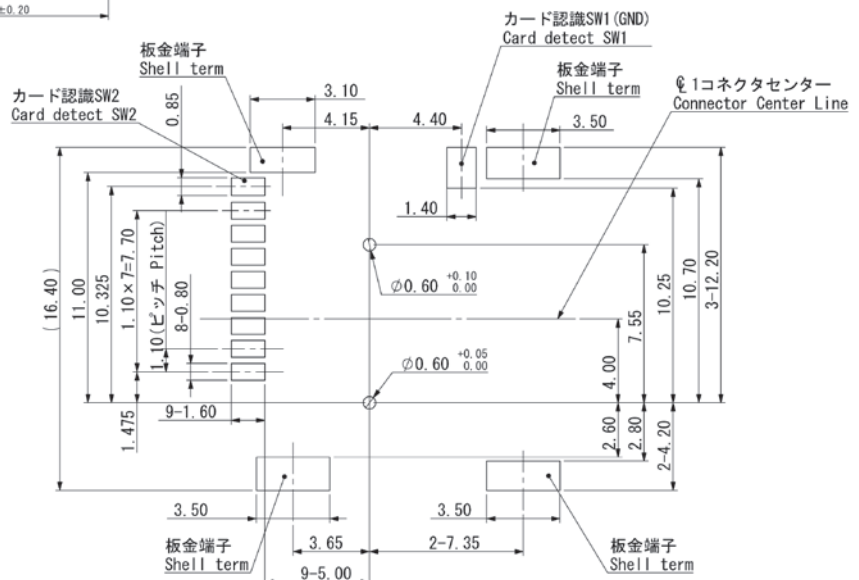 ±0.20
カード認識SW1(GND)
Card detect SW1
板金端子
Shell term
板金端子
Shell term
℄ 1コネクタセンター
Connector Center Line
カード認識SW2
Card detect SW2
0.85
3.10
4.15
4.40
3.50
1.40
(16.40)
11.00
10.325
1.10×7=7.70
1.10(ピッチ Pitch)
8-0.80
φ0.60 +0.10 0.00
φ0.60 +0.05 0.00
4.00
7.55
10.25
10.70
3-12.20
1.475
9-1.60
2.60
2.80
2-4.20
3.50
3.50
3.65
2-7.35
板金端子
Shell term
板金端子
Shell term
9-5.00